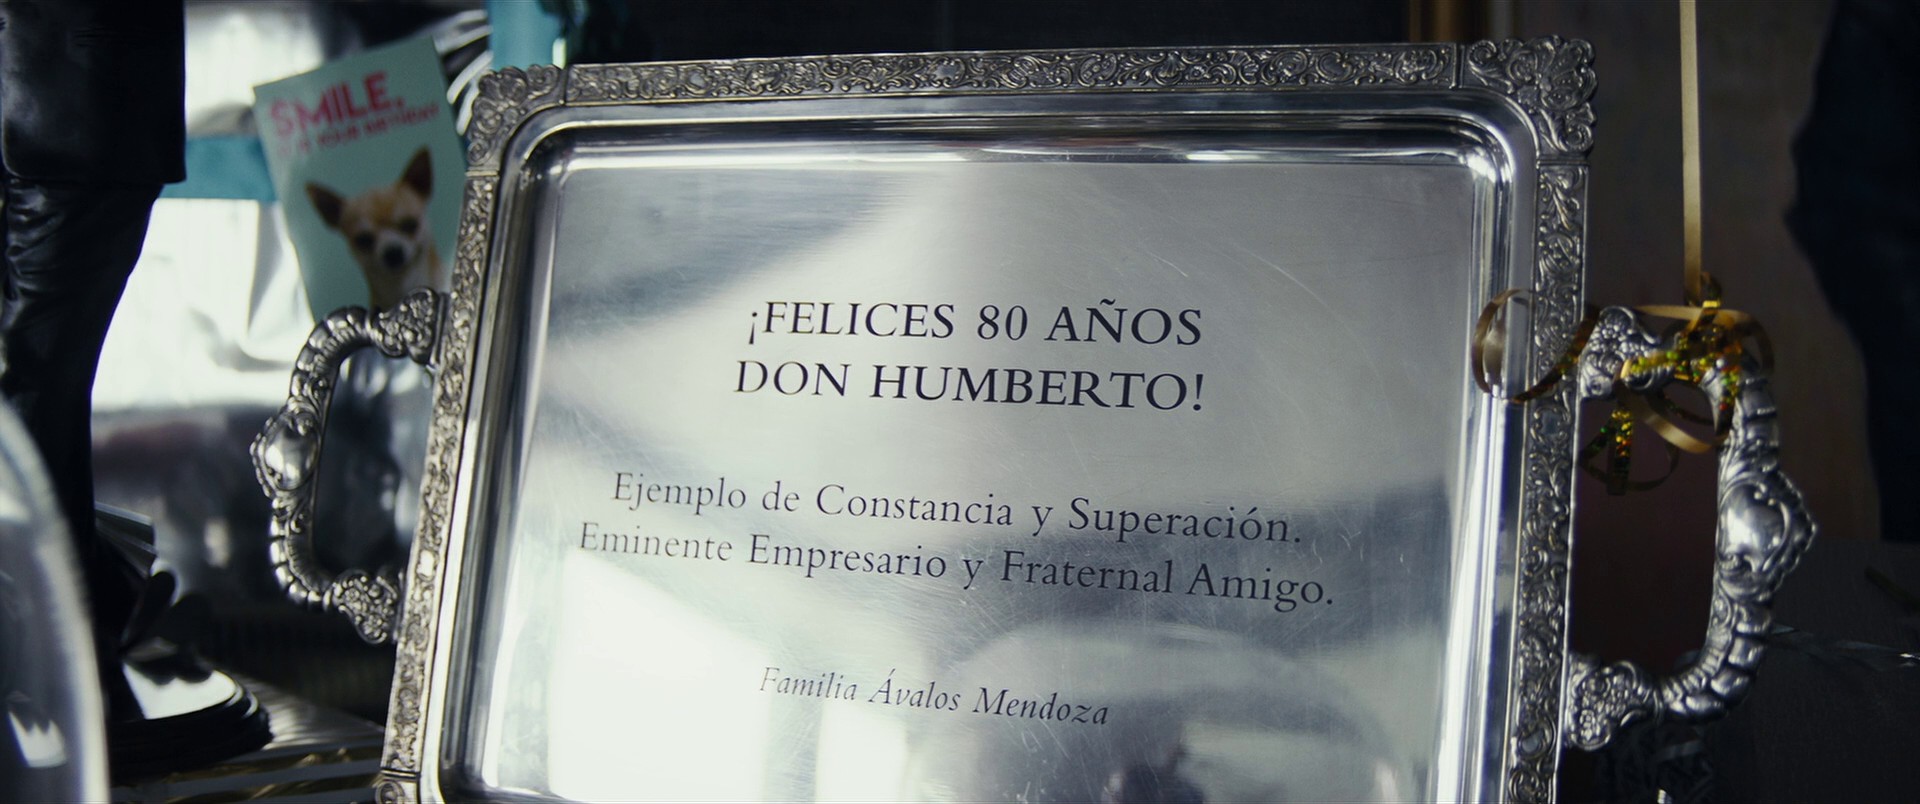 SMILE,
¡FELICES 80 AÑOS
DON HUMBERTO!
Ejemplo de Constancia y Superación.
Eminente Empresario y Fraternal Amigo.
Familia Ávalos Mendoza